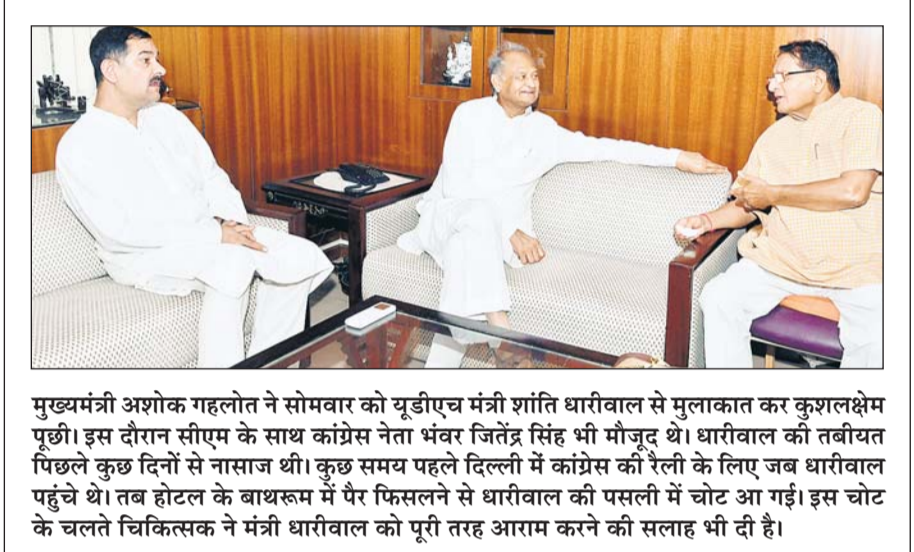 मुख्यमंत्री अशोक गहलोत ने सोमवार को यूडीएच मंत्री शांति धारीवाल से मुलाकात कर कुशलक्षेम
पूछी। इस दौरान सीएम के साथ कांग्रेस नेता भंवर जितेंद्र सिंह भी मौजूद थे। धारीवाल की तबीयत
पिछले कुछ दिनों से नासाज थी। कुछ समय पहले दिल्ली में कांग्रेस की रैली के लिए जब धारीवाल
पहुंचे थे। तब होटल के बाथरूम में पैर फिसलने से धारीवाल की पसली में चोट आ गई। इस चोट
के चलते चिकित्सक ने मंत्री धारीवाल को पूरी तरह आराम करने की सलाह भी दी है।